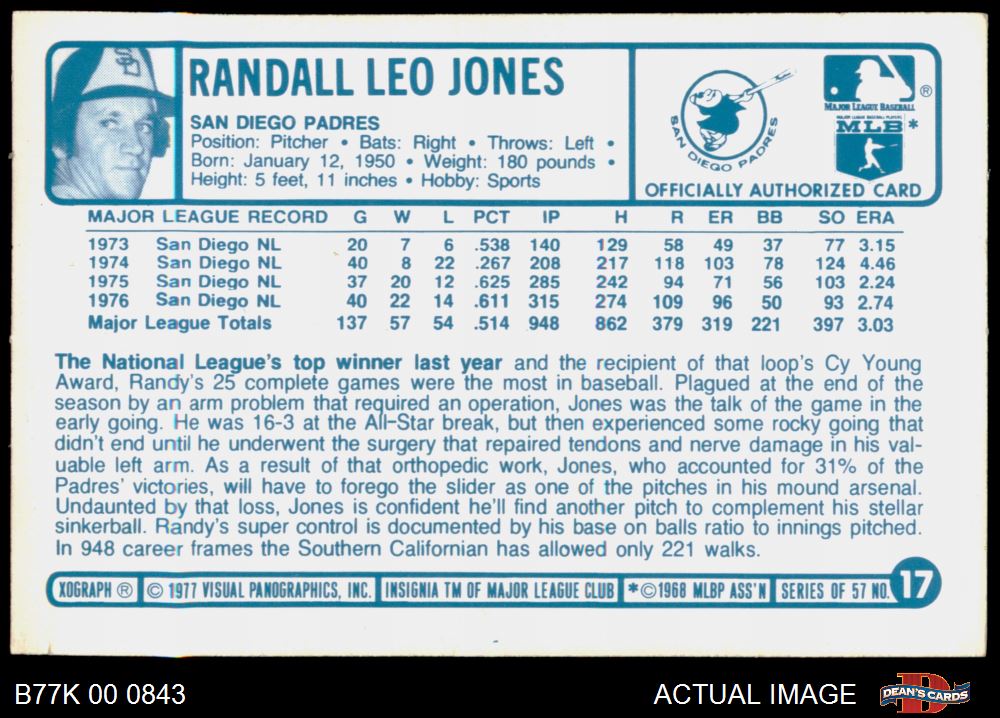 SD
RANDALL LEO JONES
SAN DIEGO PADRES
Position: Pitcher • Bats: Right • Throws: Left •
Born: January 12, 1950 • Weight: 180 pounds •
Height: 5 feet, 11 inches • Hobby: Sports
SAN DIEGO PADRES
®
MAJOR LEAGUE BASEBALL
MAJOR LEAGUE BASEBALL PLAYERS
MLB *
OFFICIALLY AUTHORIZED CARD
MAJOR LEAGUE RECORD G W L PCT IP H R ER BB SO ERA
1973 San Diego NL 20 7 6 .538 140 129 58 49 37 77 3.15
1974 San Diego NL 40 8 22 .267 208 217 118 103 78 124 4.46
1975 San Diego NL 37 20 12 .625 285 242 94 71 56 103 2.24
1976 San Diego NL 40 22 14 .611 315 274 109 96 50 93 2.74
Major League Totals 137 57 54 .514 948 862 379 319 221 397 3.03
The National League's top winner last year and the recipient of that loop's Cy Young
Award, Randy's 25 complete games were the most in baseball. Plagued at the end of the
season by an arm problem that required an operation, Jones was the talk of the game in the
early going. He was 16-3 at the All-Star break, but then experienced some rocky going that
didn't end until he underwent the surgery that repaired tendons and nerve damage in his val-
uable left arm. As a result of that orthopedic work, Jones, who accounted for 31% of the
Padres' victories, will have to forego the slider as one of the pitches in his mound arsenal.
Undaunted by that loss, Jones is confident he'll find another pitch to complement his stellar
sinkerball. Randy's super control is documented by his base on balls ratio to innings pitched.
In 948 career frames the Southern Californian has allowed only 221 walks.
XOGRAPH ® © 1977 VISUAL PANOGRAPHICS, INC. INSIGNIA TM OF MAJOR LEAGUE CLUB *©1968 MLBP ASS'N SERIES OF 57 NO. 17
B77K 00 0843
ACTUAL IMAGE
DEAN'S CARDS